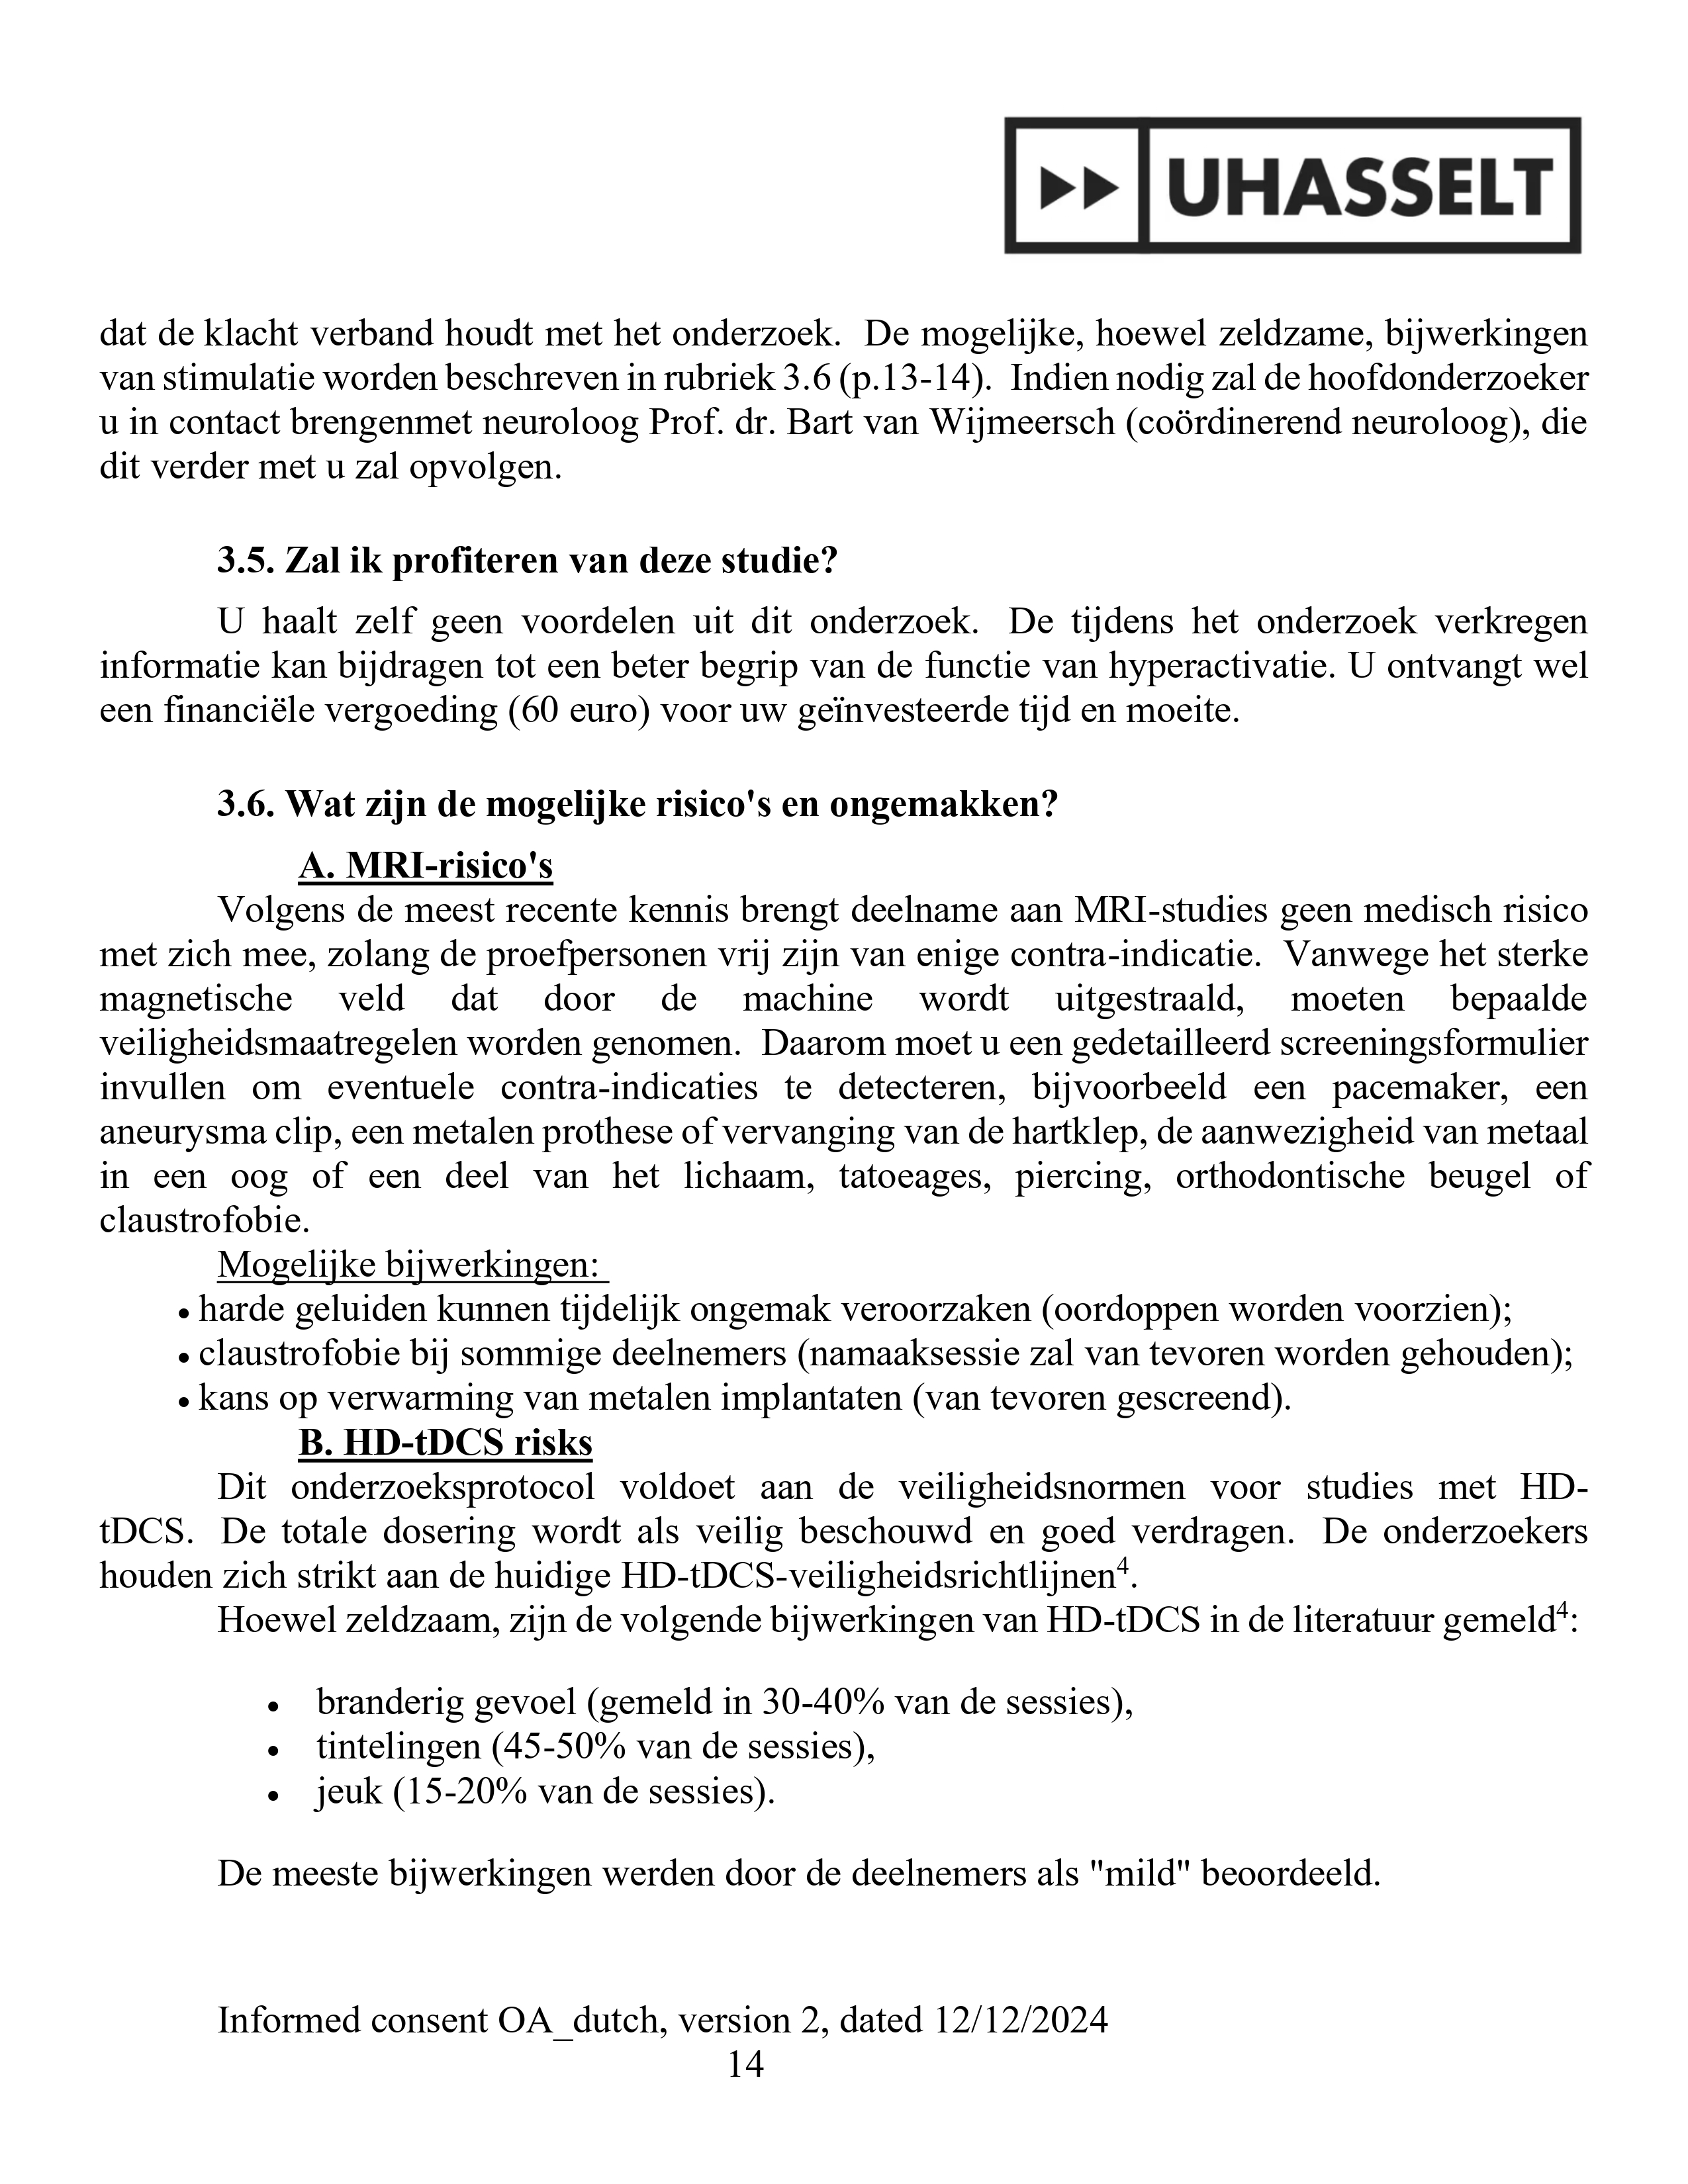 UHASSELT
dat de klacht verband houdt met het onderzoek.  De mogelijke, hoewel zeldzame, bijwerkingen
van stimulatie worden beschreven in rubriek 3.6 (p.13-14).  Indien nodig zal de hoofdonderzoeker
u in contact brengenmet neuroloog Prof. dr. Bart van Wijmeersch (coördinerend neuroloog), die
dit verder met u zal opvolgen.
3.5. Zal ik profiteren van deze studie?
U haalt zelf geen voordelen uit dit onderzoek.  De tijdens het onderzoek verkregen
informatie kan bijdragen tot een beter begrip van de functie van hyperactivatie. U ontvangt wel
een financiële vergoeding (60 euro) voor uw geïnvesteerde tijd en moeite.
3.6. Wat zijn de mogelijke risico's en ongemakken?
A. MRI-risico's
Volgens de meest recente kennis brengt deelname aan MRI-studies geen medisch risico
met zich mee, zolang de proefpersonen vrij zijn van enige contra-indicatie.  Vanwege het sterke
magnetische veld dat door de machine wordt uitgestraald, moeten bepaalde
veiligheidsmaatregelen worden genomen.  Daarom moet u een gedetailleerd screeningsformulier
invullen om eventuele contra-indicaties te detecteren, bijvoorbeeld een pacemaker, een
aneurysma clip, een metalen prothese of vervanging van de hartklep, de aanwezigheid van metaal
in een oog of een deel van het lichaam, tatoeages, piercing, orthodontische beugel of
claustrofobie.
Mogelijke bijwerkingen:
• harde geluiden kunnen tijdelijk ongemak veroorzaken (oordoppen worden voorzien);
• claustrofobie bij sommige deelnemers (namaaksessie zal van tevoren worden gehouden);
• kans op verwarming van metalen implantaten (van tevoren gescreend).
B. HD-tDCS risks
Dit onderzoeksprotocol voldoet aan de veiligheidsnormen voor studies met HD-
tDCS.  De totale dosering wordt als veilig beschouwd en goed verdragen.  De onderzoekers
houden zich strikt aan de huidige HD-tDCS-veiligheidsrichtlijnen⁴.
Hoewel zeldzaam, zijn de volgende bijwerkingen van HD-tDCS in de literatuur gemeld⁴:
• branderig gevoel (gemeld in 30-40% van de sessies),
• tintelingen (45-50% van de sessies),
• jeuk (15-20% van de sessies).
De meeste bijwerkingen werden door de deelnemers als "mild" beoordeeld.
Informed consent OA_dutch, version 2, dated 12/12/2024
14